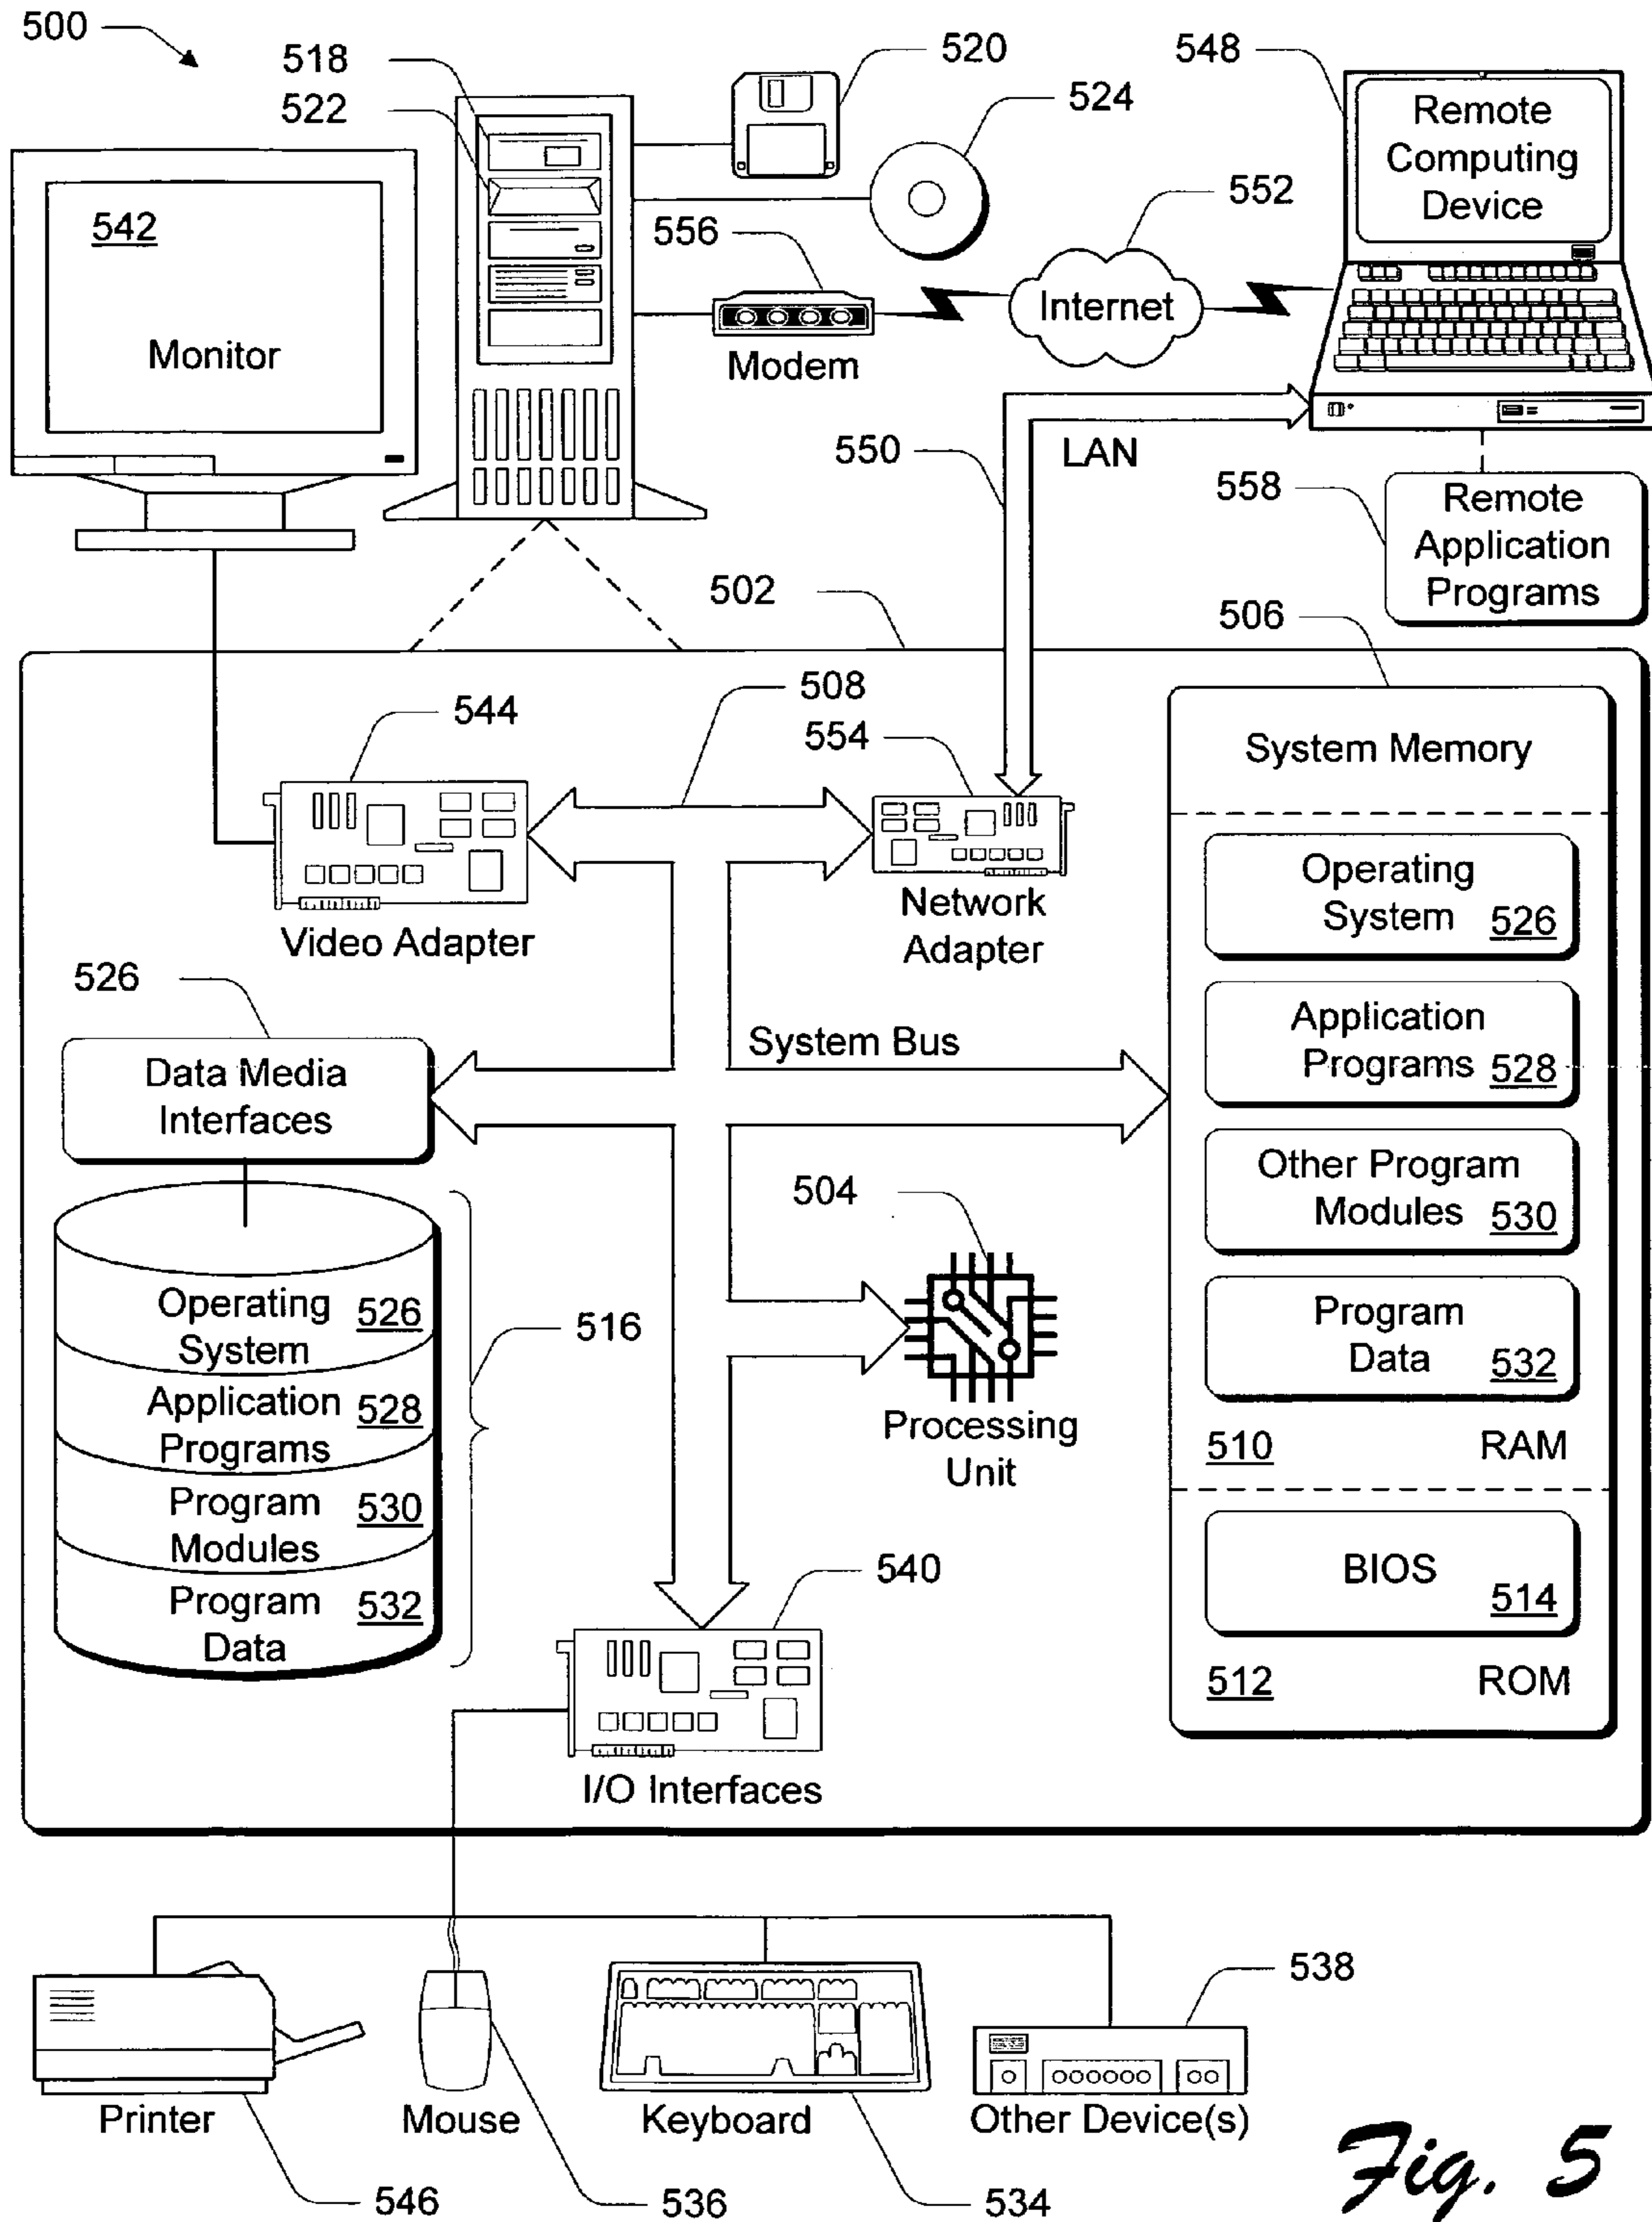 500
518
522
520
524
548
Remote
Computing
Device
552
556
542
Monitor
Internet
Modem
550
LAN
558
Remote
Application
Programs
502
506
508
544
554
System Memory
Operating
System 526
Video Adapter
Network
Adapter
526
Application
Programs 528
System Bus
Data Media
Interfaces
Other Program
Modules 530
504
Operating
System 526
516
Program
Data 532
Application
Programs 528
Processing
Unit
510 RAM
Program
Modules 530
BIOS 514
540
Program
Data 532
512 ROM
I/O Interfaces
538
Printer
Mouse
Keyboard
Other Device(s)
546
536
534
Fig. 5